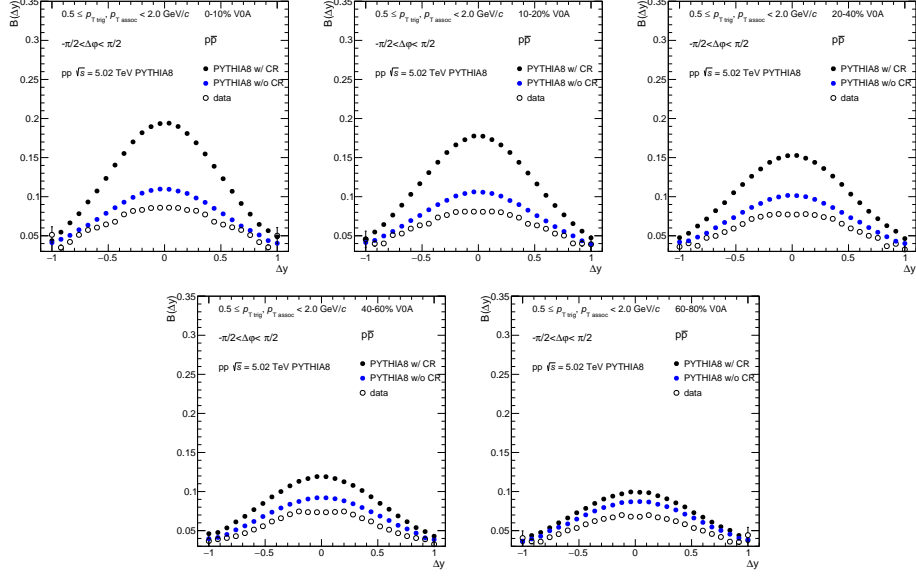 0.5 ≤ p_T trig, p_T assoc < 2.0 GeV/c 0-10% V0A
-π/2<Δφ< π/2 pp̅
pp √s = 5.02 TeV PYTHIA8
PYTHIA8 w/ CR
PYTHIA8 w/o CR
data
B(Δy)
0.35
0.3
0.25
0.2
0.15
0.1
0.05
−1 −0.5 0 0.5 1
Δy
0.5 ≤ p_T trig, p_T assoc < 2.0 GeV/c 10-20% V0A
-π/2<Δφ< π/2 pp̅
pp √s = 5.02 TeV PYTHIA8
PYTHIA8 w/ CR
PYTHIA8 w/o CR
data
B(Δy)
0.35
0.3
0.25
0.2
0.15
0.1
0.05
−1 −0.5 0 0.5 1
Δy
0.5 ≤ p_T trig, p_T assoc < 2.0 GeV/c 20-40% V0A
-π/2<Δφ< π/2 pp̅
pp √s = 5.02 TeV PYTHIA8
PYTHIA8 w/ CR
PYTHIA8 w/o CR
data
B(Δy)
0.35
0.3
0.25
0.2
0.15
0.1
0.05
−1 −0.5 0 0.5 1
Δy
0.5 ≤ p_T trig, p_T assoc < 2.0 GeV/c 40-60% V0A
-π/2<Δφ< π/2 pp̅
pp √s = 5.02 TeV PYTHIA8
PYTHIA8 w/ CR
PYTHIA8 w/o CR
data
B(Δy)
0.35
0.3
0.25
0.2
0.15
0.1
0.05
−1 −0.5 0 0.5 1
Δy
0.5 ≤ p_T trig, p_T assoc < 2.0 GeV/c 60-80% V0A
-π/2<Δφ< π/2 pp̅
pp √s = 5.02 TeV PYTHIA8
PYTHIA8 w/ CR
PYTHIA8 w/o CR
data
B(Δy)
0.35
0.3
0.25
0.2
0.15
0.1
0.05
−1 −0.5 0 0.5 1
Δy